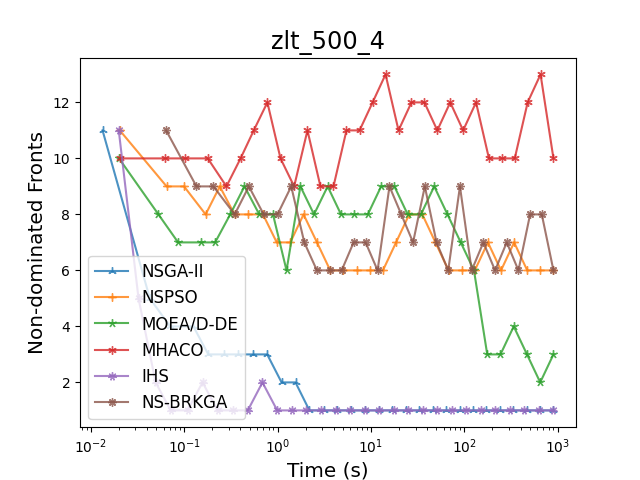 zlt_500_4
Non-dominated Fronts
12
10
8
6
4
2
NSGA-II
NSPSO
MOEA/D-DE
MHACO
IHS
NS-BRKGA
10⁻² 10⁻¹ 10⁰ 10¹ 10² 10³
Time (s)